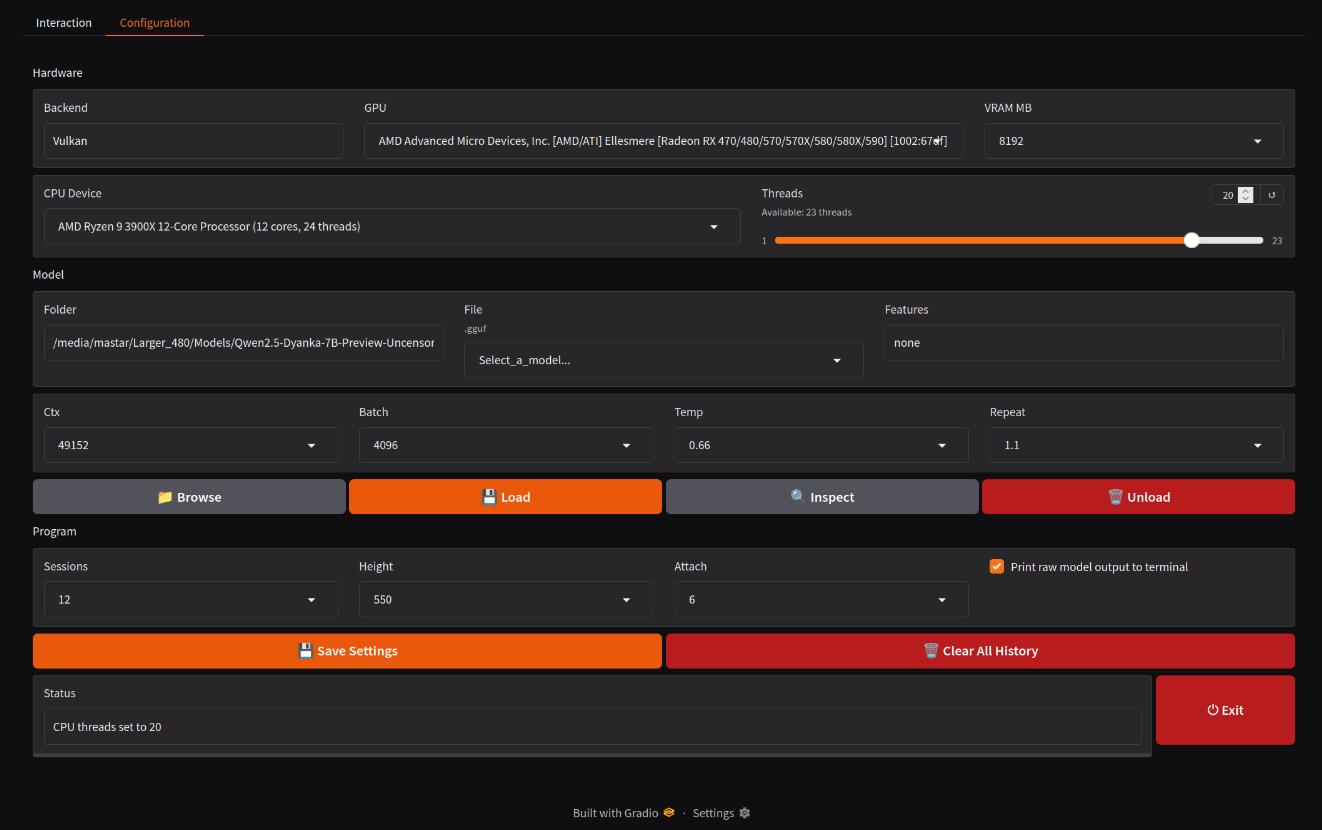 Interaction Configuration
Hardware
Backend GPU VRAM MB
Vulkan AMD Advanced Micro Devices, Inc. [AMD/ATI] Ellesmere [Radeon RX 470/480/570/570X/580/580X/590] [1002:67df] 8192
CPU Device Threads 20 ↺
Available: 23 threads
AMD Ryzen 9 3900X 12-Core Processor (12 cores, 24 threads) 1 23
Model
Folder File Features
.gguf
/media/mastar/Larger_480/Models/Qwen2.5-Dyanka-7B-Preview-Uncensor Select_a_model... none
Ctx Batch Temp Repeat
49152 4096 0.66 1.1
Browse Load Inspect Unload
Program
Sessions Height Attach Print raw model output to terminal
12 550 6
Save Settings Clear All History
Status
CPU threads set to 20 Exit
Built with Gradio · Settings